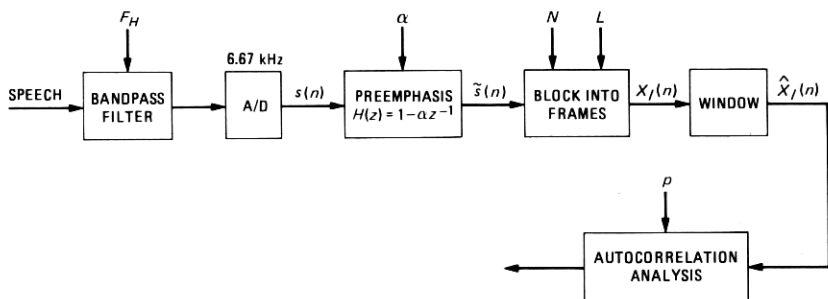 F_H
α
N L
6.67 kHz
SPEECH
BANDPASS
FILTER
A/D
s(n)
PREEMPHASIS
H(z) = 1−αz⁻¹
s̃(n)
BLOCK INTO
FRAMES
X_l(n)
WINDOW
X̂_l(n)
p
AUTOCORRELATION
ANALYSIS